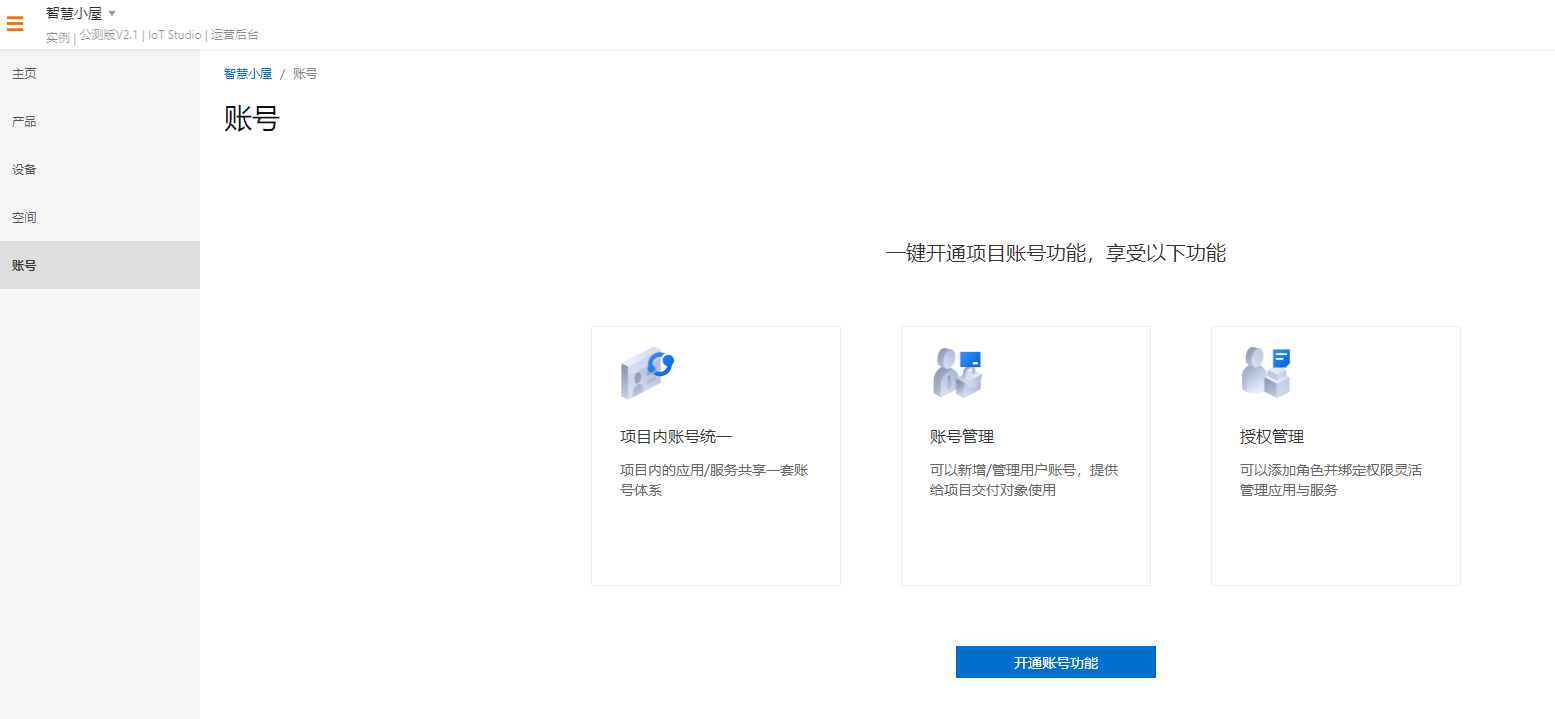 智慧小屋
实例 | 公测版V2.1 | IoT Studio | 运营后台
主页
产品
设备
空间
账号
智慧小屋 / 账号
账号
一键开通项目账号功能，享受以下功能
项目内账号统一
项目内的应用/服务共享一套账
号体系
账号管理
可以新增/管理用户账号，提供
给项目交付对象使用
授权管理
可以添加角色并绑定权限灵活
管理应用与服务
开通账号功能